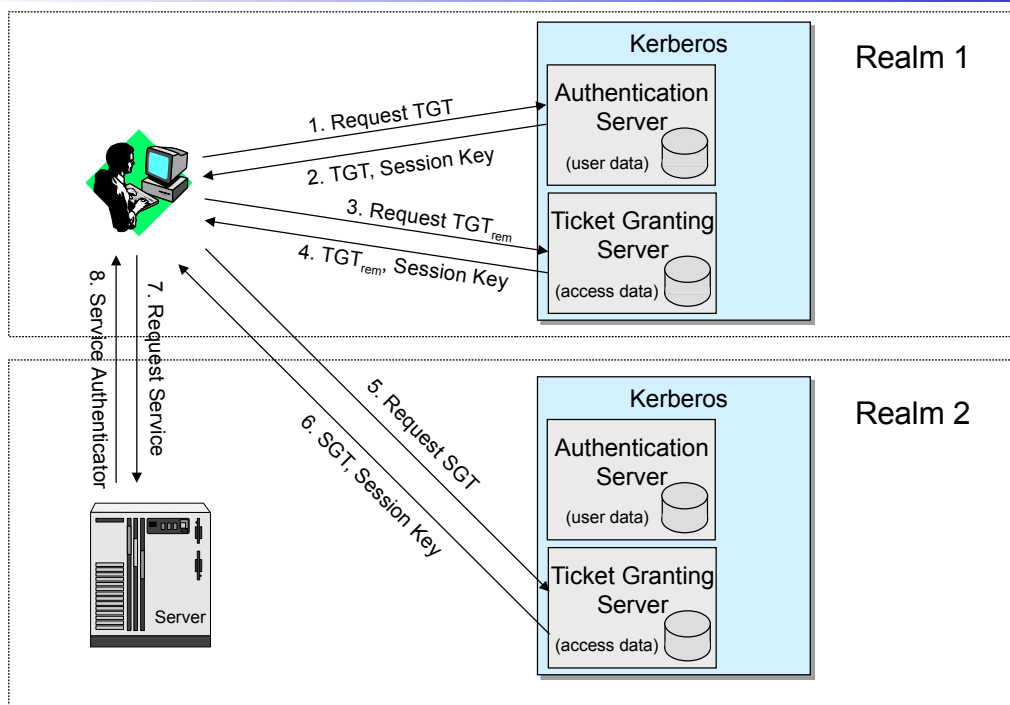 Kerberos
Realm 1
Authentication
Server
(user data)
1. Request TGT
2. TGT, Session Key
3. Request TGTrem
4. TGTrem, Session Key
Ticket Granting
Server
(access data)
8. Service Authenticator
7. Request Service
5. Request SGT
6. SGT, Session Key
Kerberos
Realm 2
Authentication
Server
(user data)
Ticket Granting
Server
(access data)
Server